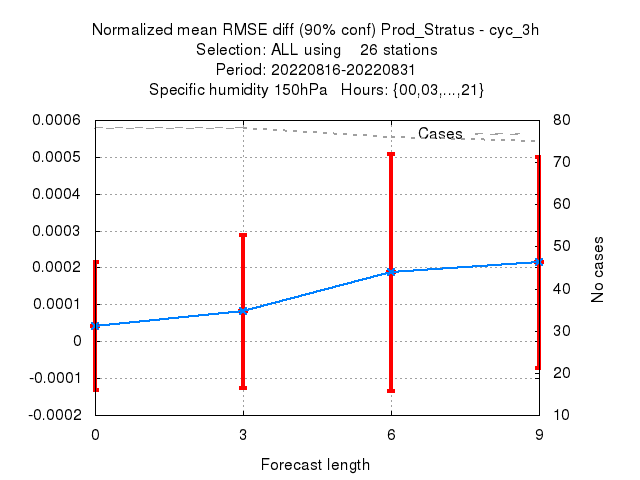 Normalized mean RMSE diff (90% conf) Prod_Stratus - cyc_3h
Selection: ALL using    26 stations
Period: 20220816-20220831
Specific humidity 150hPa   Hours: {00,03,...,21}
Cases
0.0006
0.0005
0.0004
0.0003
0.0002
0.0001
0
-0.0001
-0.0002
80
70
60
50
40
30
20
10
No cases
0 3 6 9
Forecast length